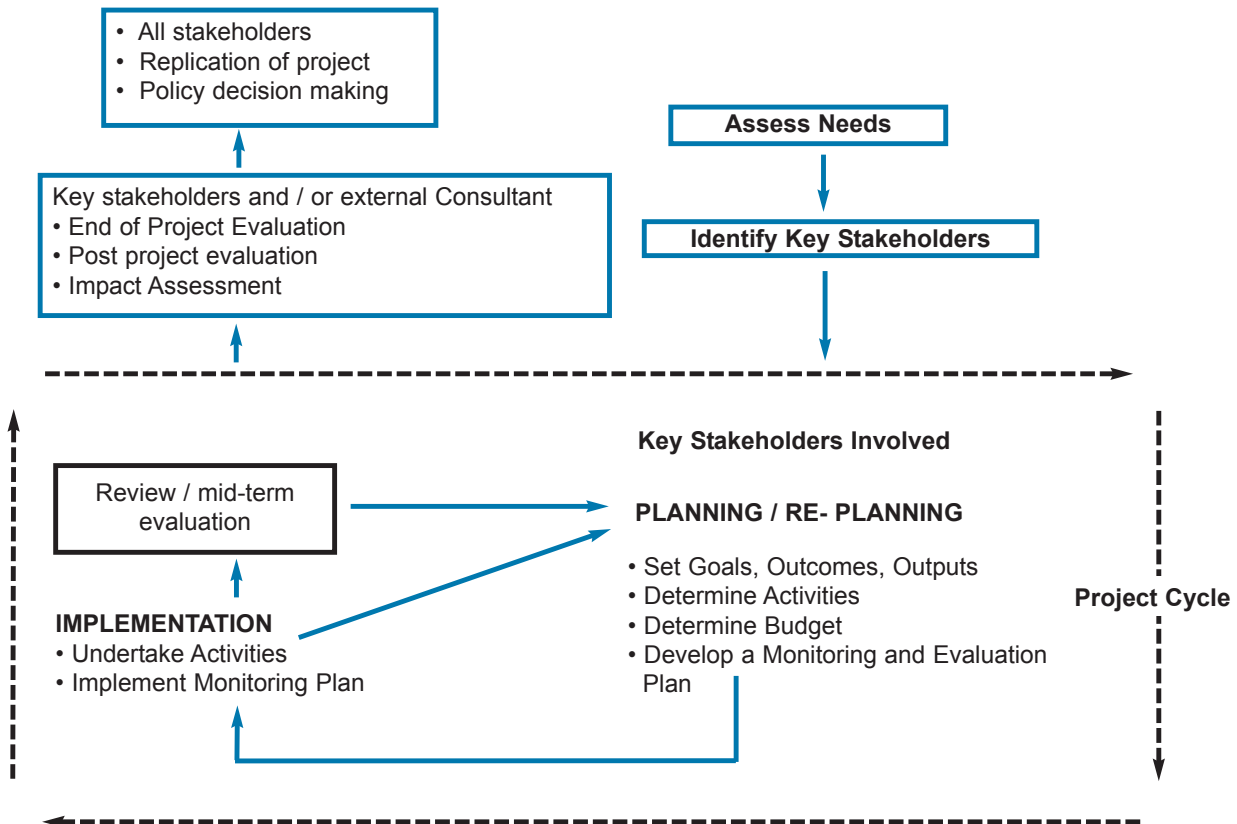 • All stakeholders
• Replication of project
• Policy decision making
Assess Needs
Key stakeholders and / or external Consultant
• End of Project Evaluation
• Post project evaluation
• Impact Assessment
Identify Key Stakeholders
Key Stakeholders Involved
Review / mid-term
evaluation
PLANNING / RE- PLANNING
• Set Goals, Outcomes, Outputs
• Determine Activities
• Determine Budget
• Develop a Monitoring and Evaluation
Plan
Project Cycle
IMPLEMENTATION
• Undertake Activities
• Implement Monitoring Plan